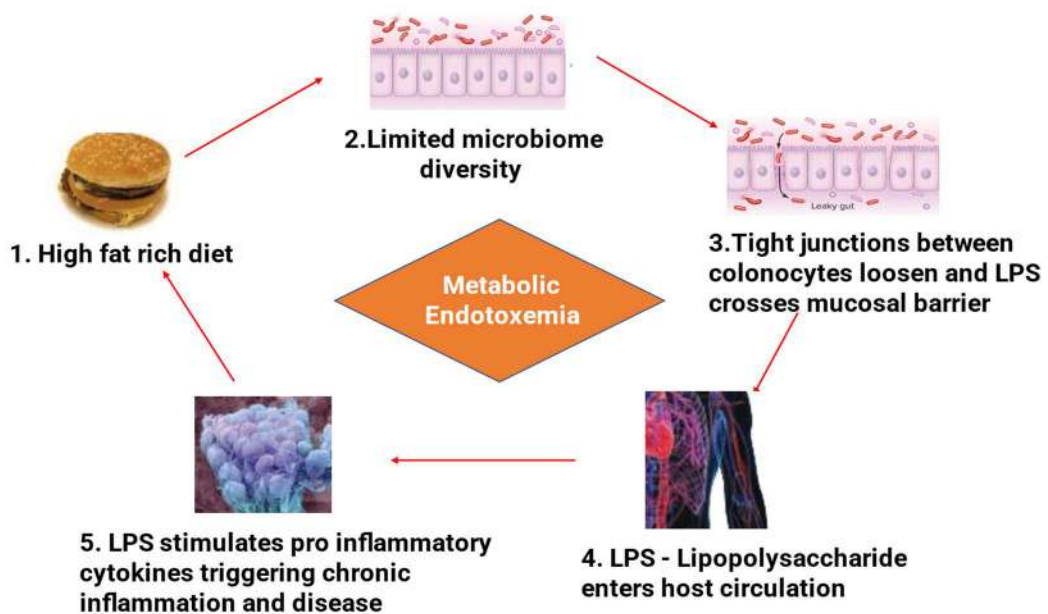 1. High fat rich diet
2.Limited microbiome
diversity
Leaky gut
3.Tight junctions between
colonocytes loosen and LPS
crosses mucosal barrier
Metabolic
Endotoxemia
4. LPS - Lipopolysaccharide
enters host circulation
5. LPS stimulates pro inflammatory
cytokines triggering chronic
inflammation and disease